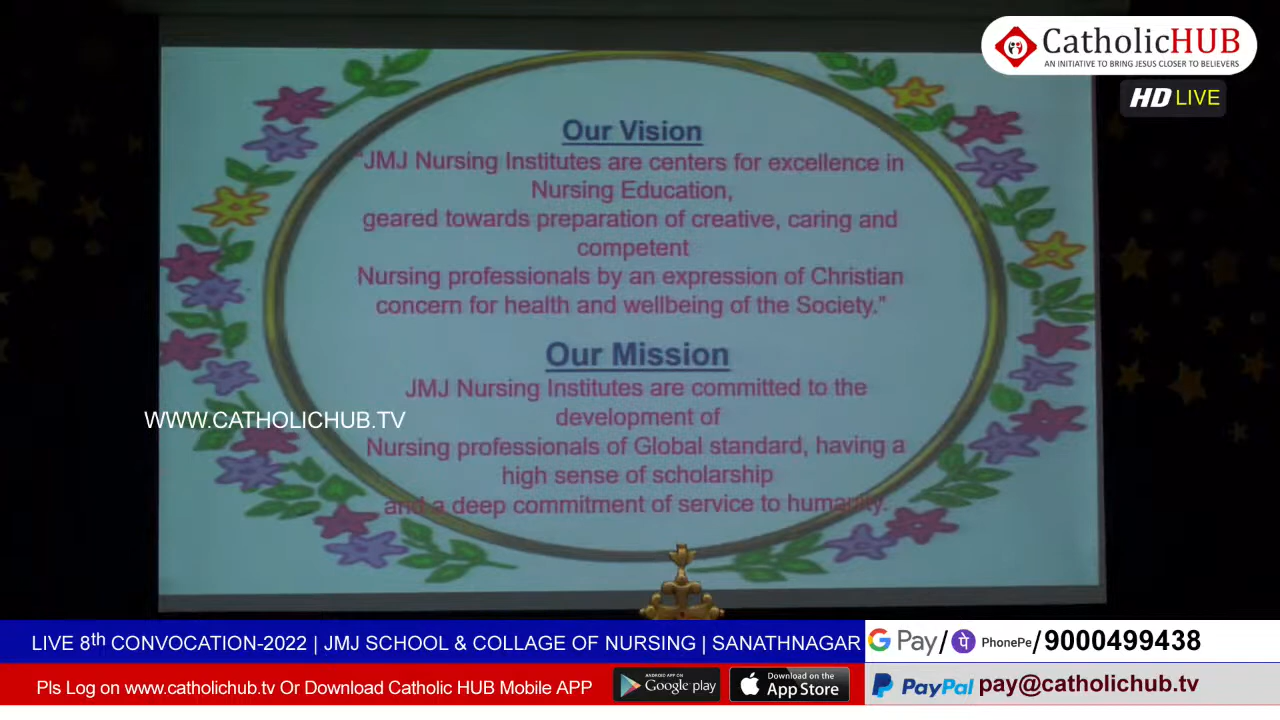 CatholicHUB
AN INITIATIVE TO BRING JESUS CLOSER TO BELIEVERS
HD LIVE
Our Vision
"JMJ Nursing Institutes are centers for excellence in
Nursing Education,
geared towards preparation of creative, caring and
competent
Nursing professionals by an expression of Christian
concern for health and wellbeing of the Society."
Our Mission
JMJ Nursing Institutes are committed to the
development of
WWW.CATHOLICHUB.TV
Nursing professionals of Global standard, having a
high sense of scholarship
and a deep commitment of service to humanity.
LIVE 8th CONVOCATION-2022 | JMJ SCHOOL & COLLAGE OF NURSING | SANATHNAGAR
G Pay/PhonePe/9000499438
Pls Log on www.catholichub.tv Or Download Catholic HUB Mobile APP
ANDROID APP ON
Google play
Download on the
App Store
PayPal pay@catholichub.tv